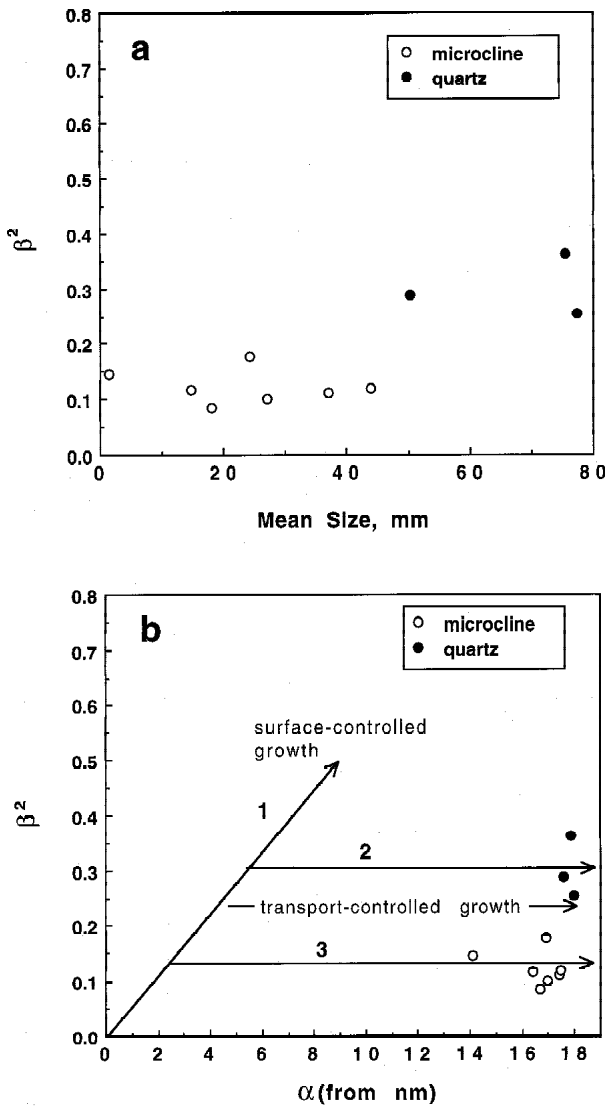 a
microcline
quartz
0.8
0.7
0.6
0.5
0.4
0.3
0.2
0.1
0.0
β²
0 20 40 60 80
Mean Size, mm
b
microcline
quartz
0.8
0.7
0.6
0.5
0.4
0.3
0.2
0.1
0.0
β²
surface-controlled
growth
1
2
transport-controlled growth
3
0 2 4 6 8 10 12 14 16 18
α(from nm)